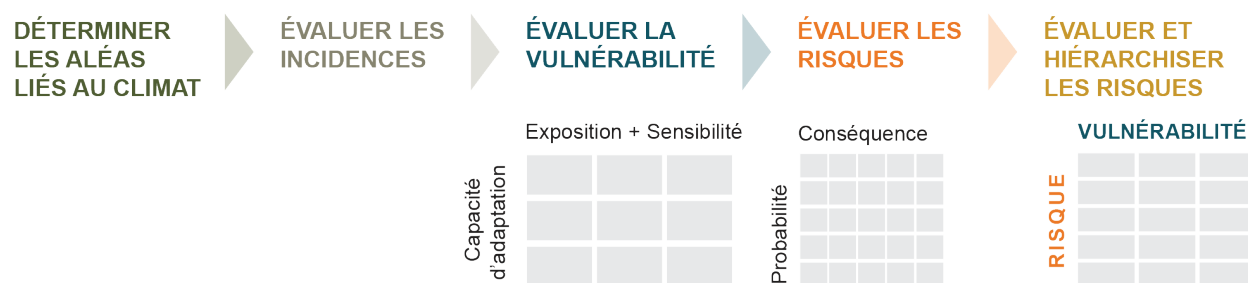 DÉTERMINER
LES ALÉAS
LIÉS AU CLIMAT
ÉVALUER LES
INCIDENCES
ÉVALUER LA
VULNÉRABILITÉ
ÉVALUER LES
RISQUES
ÉVALUER ET
HIÉRARCHISER
LES RISQUES
Exposition + Sensibilité
Capacité
d’adaptation
Conséquence
Probabilité
VULNÉRABILITÉ
RISQUE